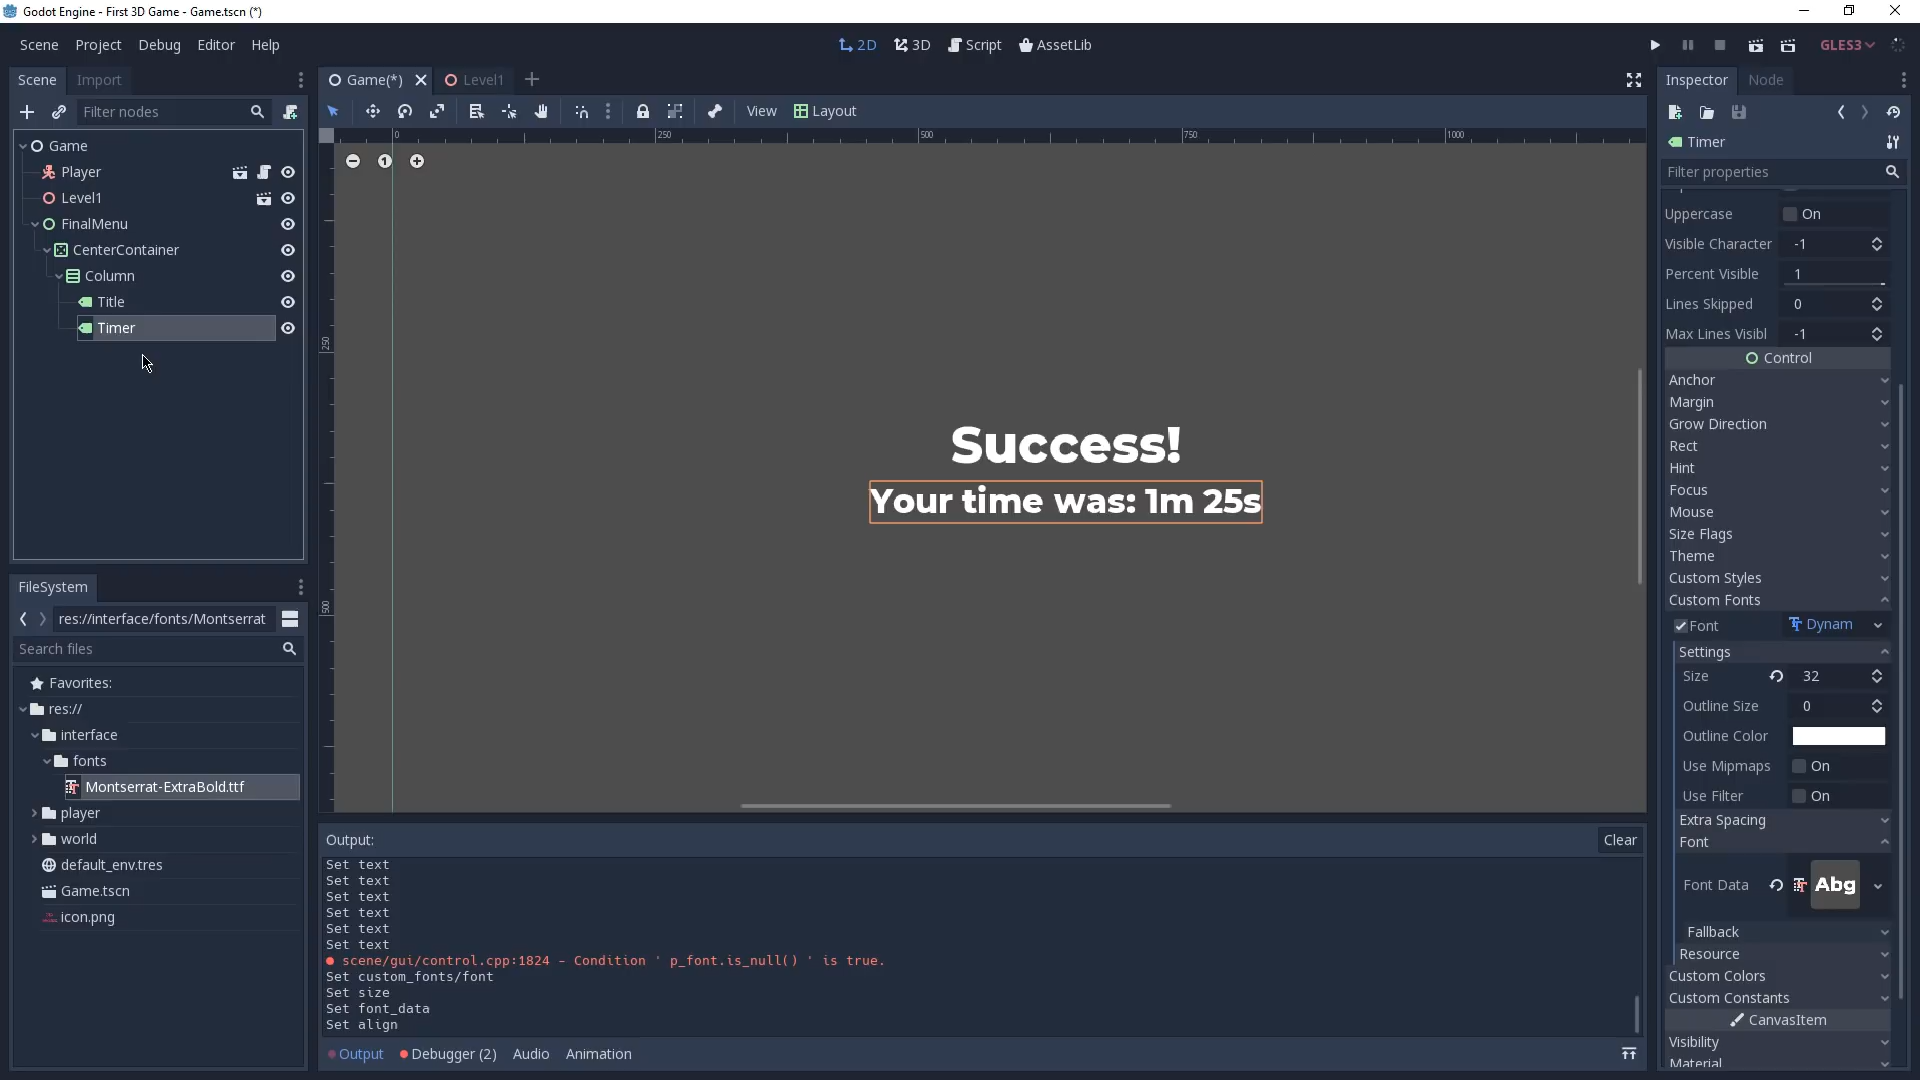 Godot Engine - First 3D Game - Game.tscn (*)
Scene Project Debug Editor Help
2D 3D Script AssetLib
GLES3
Scene Import
Game(*) Level1
Inspector Node
Filter nodes
View Layout
Timer
Filter properties
0 250 500 750 1000
250
500
1
Game
Player
Level1
FinalMenu
CenterContainer
Column
Title
Timer
Success!
Your time was: 1m 25s
FileSystem
res://interface/fonts/Montserrat
Search files
Favorites:
res://
interface
fonts
Montserrat-ExtraBold.ttf
player
world
default_env.tres
Game.tscn
icon.png
Output:
Clear
Set text
Set text
Set text
Set text
Set text
Set text
scene/gui/control.cpp:1824 - Condition ' p_font.is_null() ' is true.
Set custom_fonts/font
Set size
Set font_data
Set align
Output Debugger (2) Audio Animation
Uppercase On
Visible Character -1
Percent Visible 1
Lines Skipped 0
Max Lines Visibl -1
Control
Anchor
Margin
Grow Direction
Rect
Hint
Focus
Mouse
Size Flags
Theme
Custom Styles
Custom Fonts
Font Dynam
Settings
Size 32
Outline Size 0
Outline Color
Use Mipmaps On
Use Filter On
Extra Spacing
Font
Font Data Abg
Fallback
Resource
Custom Colors
Custom Constants
CanvasItem
Visibility
Material